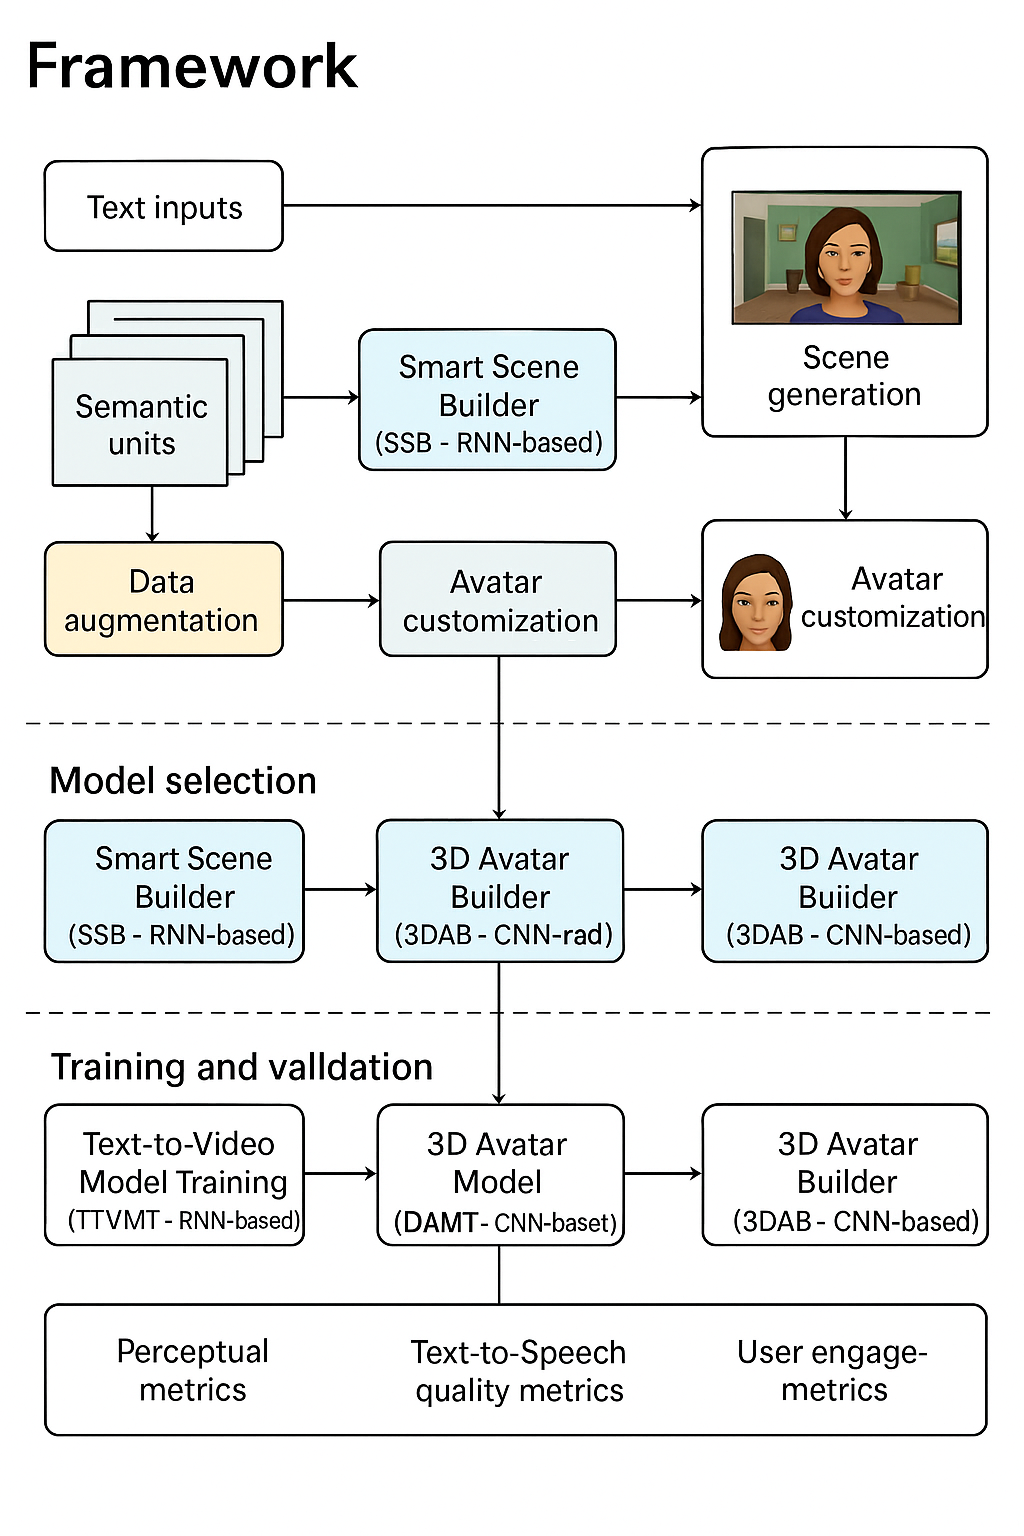 Framework
Text inputs
Scene
generation
Semantic
units
Smart Scene
Builder
(SSB - RNN-based)
Data
augmentation
Avatar
customization
Avatar
customization
Model selection
Smart Scene
Builder
(SSB - RNN-based)
3D Avatar
Builder
(3DAB - CNN-rad)
3D Avatar
Buiider
(3DAB - CNN-based)
Training and valldation
Text-to-Video
Model Training
(TTVMT - RNN-based)
3D Avatar
Model
(DAMT- CNN-baset)
3D Avatar
Builder
(3DAB - CNN-based)
Perceptual
metrics
Text-to-Speech
quality metrics
User engage-
metrics